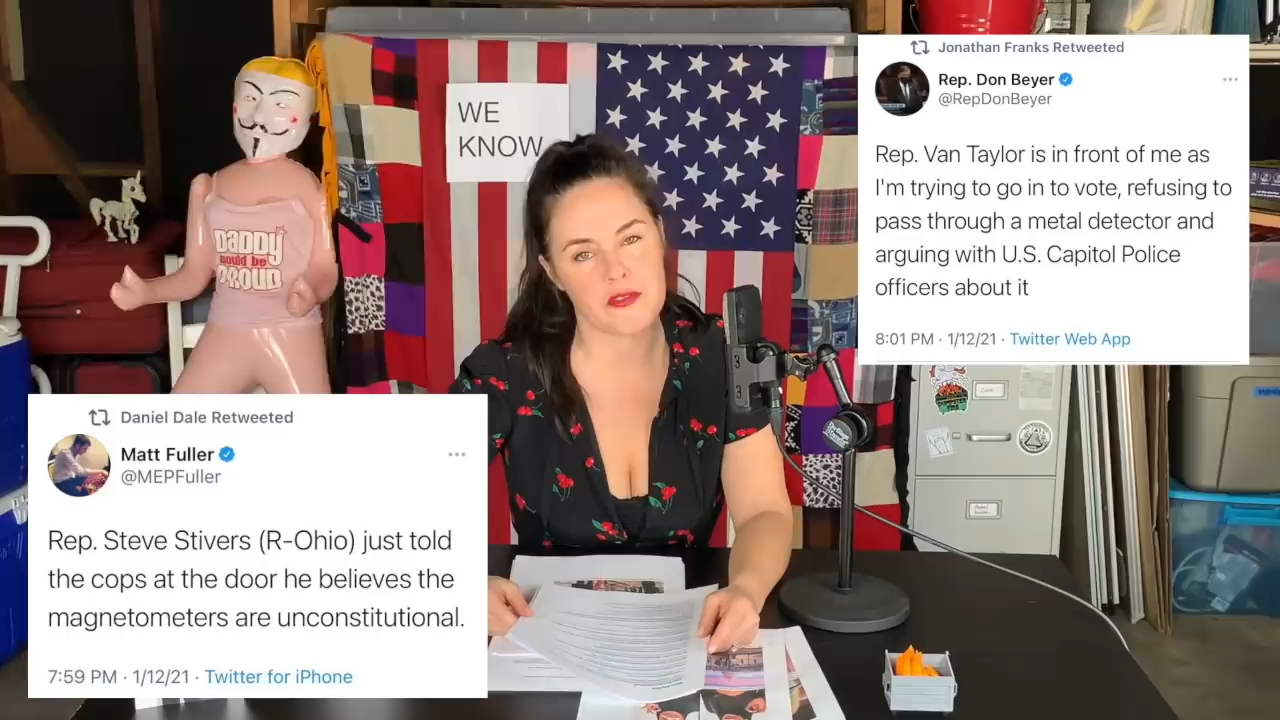 WE
KNOW
DADDY
would be
PROUD
Jonathan Franks Retweeted
Rep. Don Beyer
@RepDonBeyer
Rep. Van Taylor is in front of me as
I'm trying to go in to vote, refusing to
pass through a metal detector and
arguing with U.S. Capitol Police
officers about it
8:01 PM · 1/12/21 · Twitter Web App
Daniel Dale Retweeted
Matt Fuller
@MEPFuller
Rep. Steve Stivers (R-Ohio) just told
the cops at the door he believes the
magnetometers are unconstitutional.
7:59 PM · 1/12/21 · Twitter for iPhone